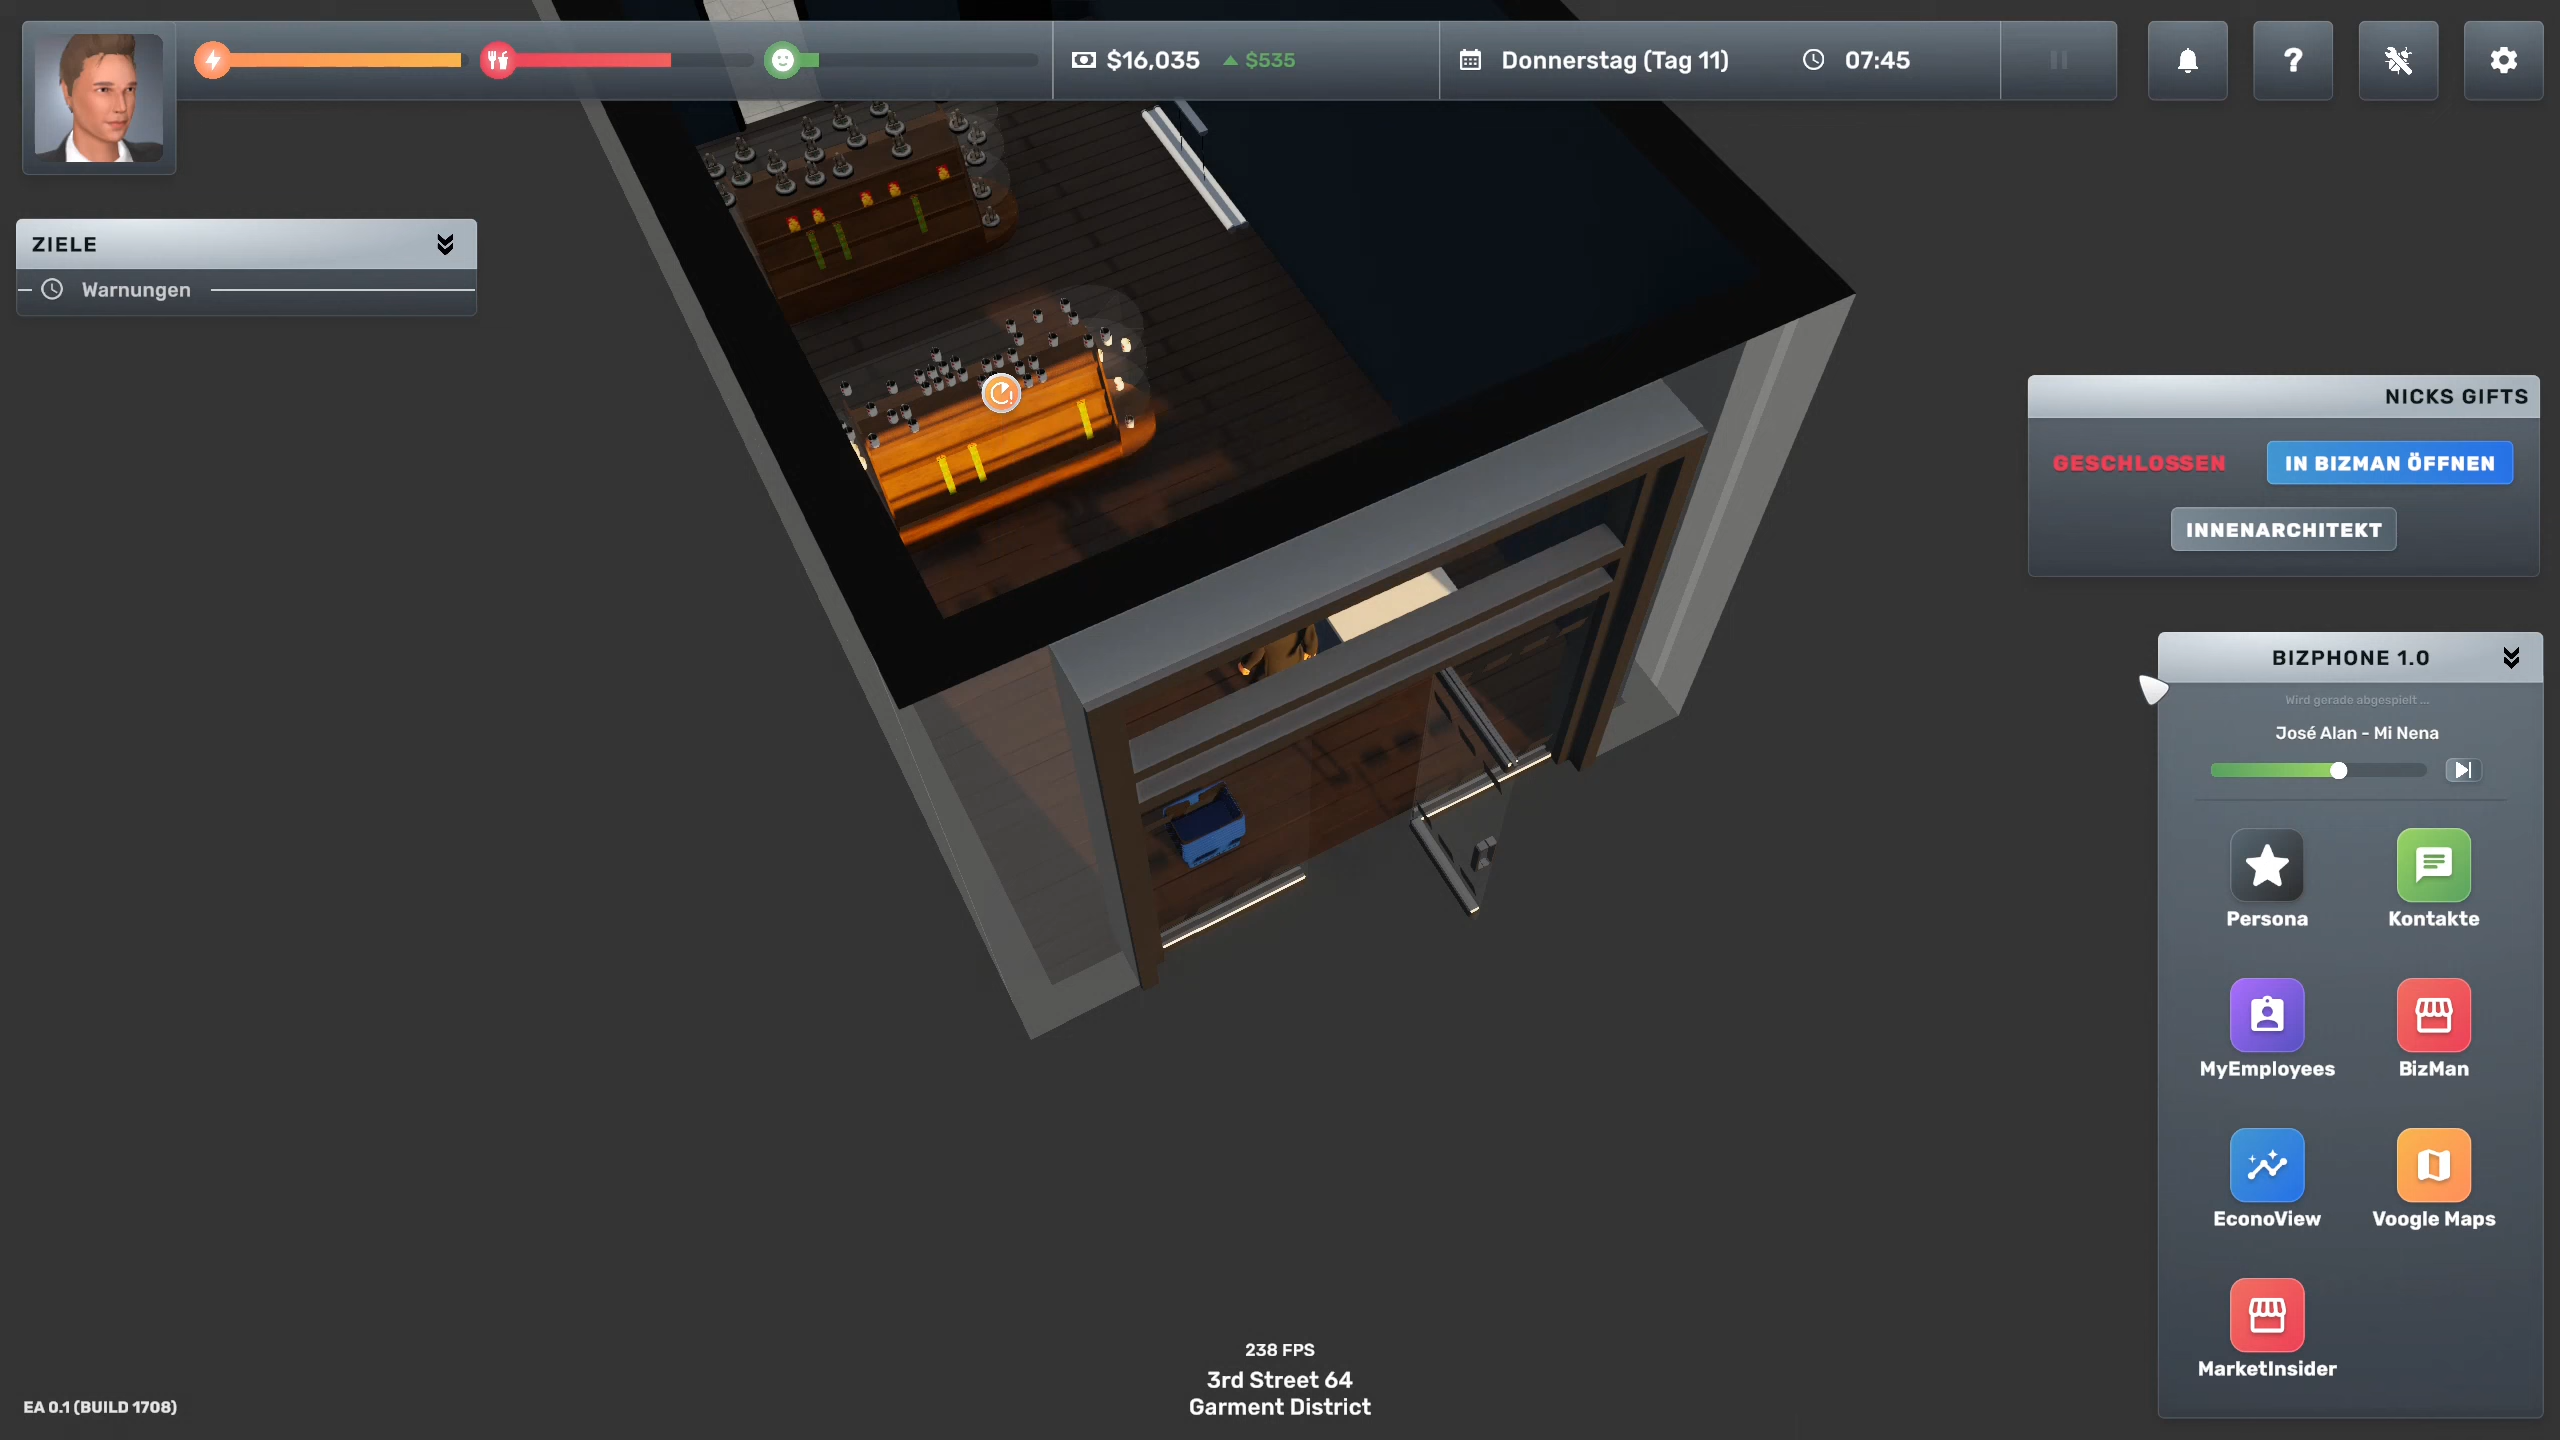 $16,035
$535
Donnerstag (Tag 11)
07:45
?
ZIELE
Warnungen
NICKS GIFTS
GESCHLOSSEN
IN BIZMAN ÖFFNEN
INNENARCHITEKT
BIZPHONE 1.0
Wird gerade abgespielt ...
José Alan - Mi Nena
Persona
Kontakte
MyEmployees
BizMan
EconoView
Voogle Maps
MarketInsider
238 FPS
3rd Street 64
Garment District
EA 0.1 (BUILD 1708)